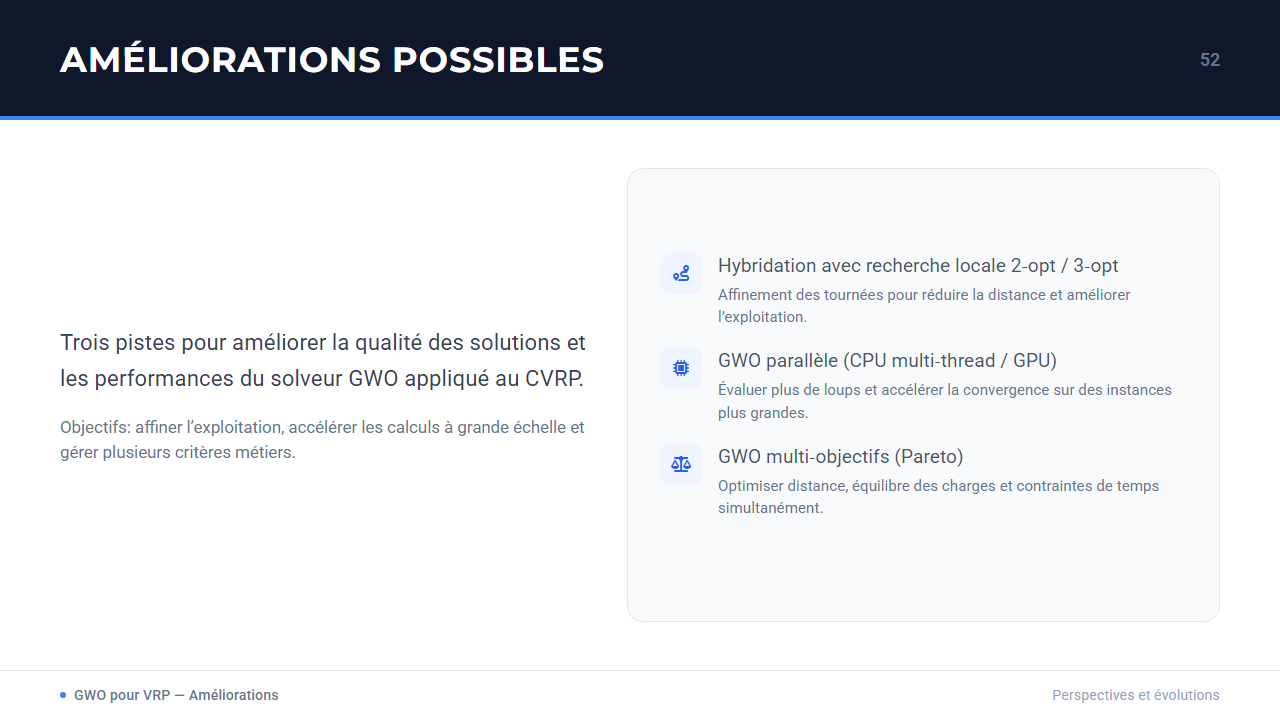 AMÉLIORATIONS POSSIBLES
52
Trois pistes pour améliorer la qualité des solutions et
les performances du solveur GWO appliqué au CVRP.
Objectifs: affiner l’exploitation, accélérer les calculs à grande échelle et
gérer plusieurs critères métiers.
Hybridation avec recherche locale 2-opt / 3-opt
Affinement des tournées pour réduire la distance et améliorer
l’exploitation.
GWO parallèle (CPU multi-thread / GPU)
Évaluer plus de loups et accélérer la convergence sur des instances
plus grandes.
GWO multi-objectifs (Pareto)
Optimiser distance, équilibre des charges et contraintes de temps
simultanément.
GWO pour VRP — Améliorations
Perspectives et évolutions